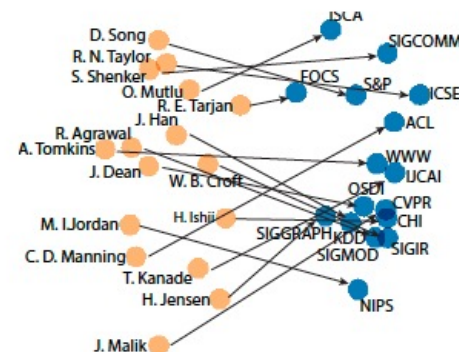 ISCA
D. Song
SIGCOMM
R. N. Taylor
S. Shenker
O. Mutlu
FOCS
S&P
ICSE
R. E. Tarjan
J. Han
ACL
R. Agrawal
A. Tomkins
WWW
J. Dean
W. B. Croft
IJCAI
OSDI
CVPR
H. Ishii
CHI
M. I.Jordan
SIGGRAPH
KDD
SIGMOD
SIGIR
C. D. Manning
T. Kanade
H. Jensen
NIPS
J. Malik